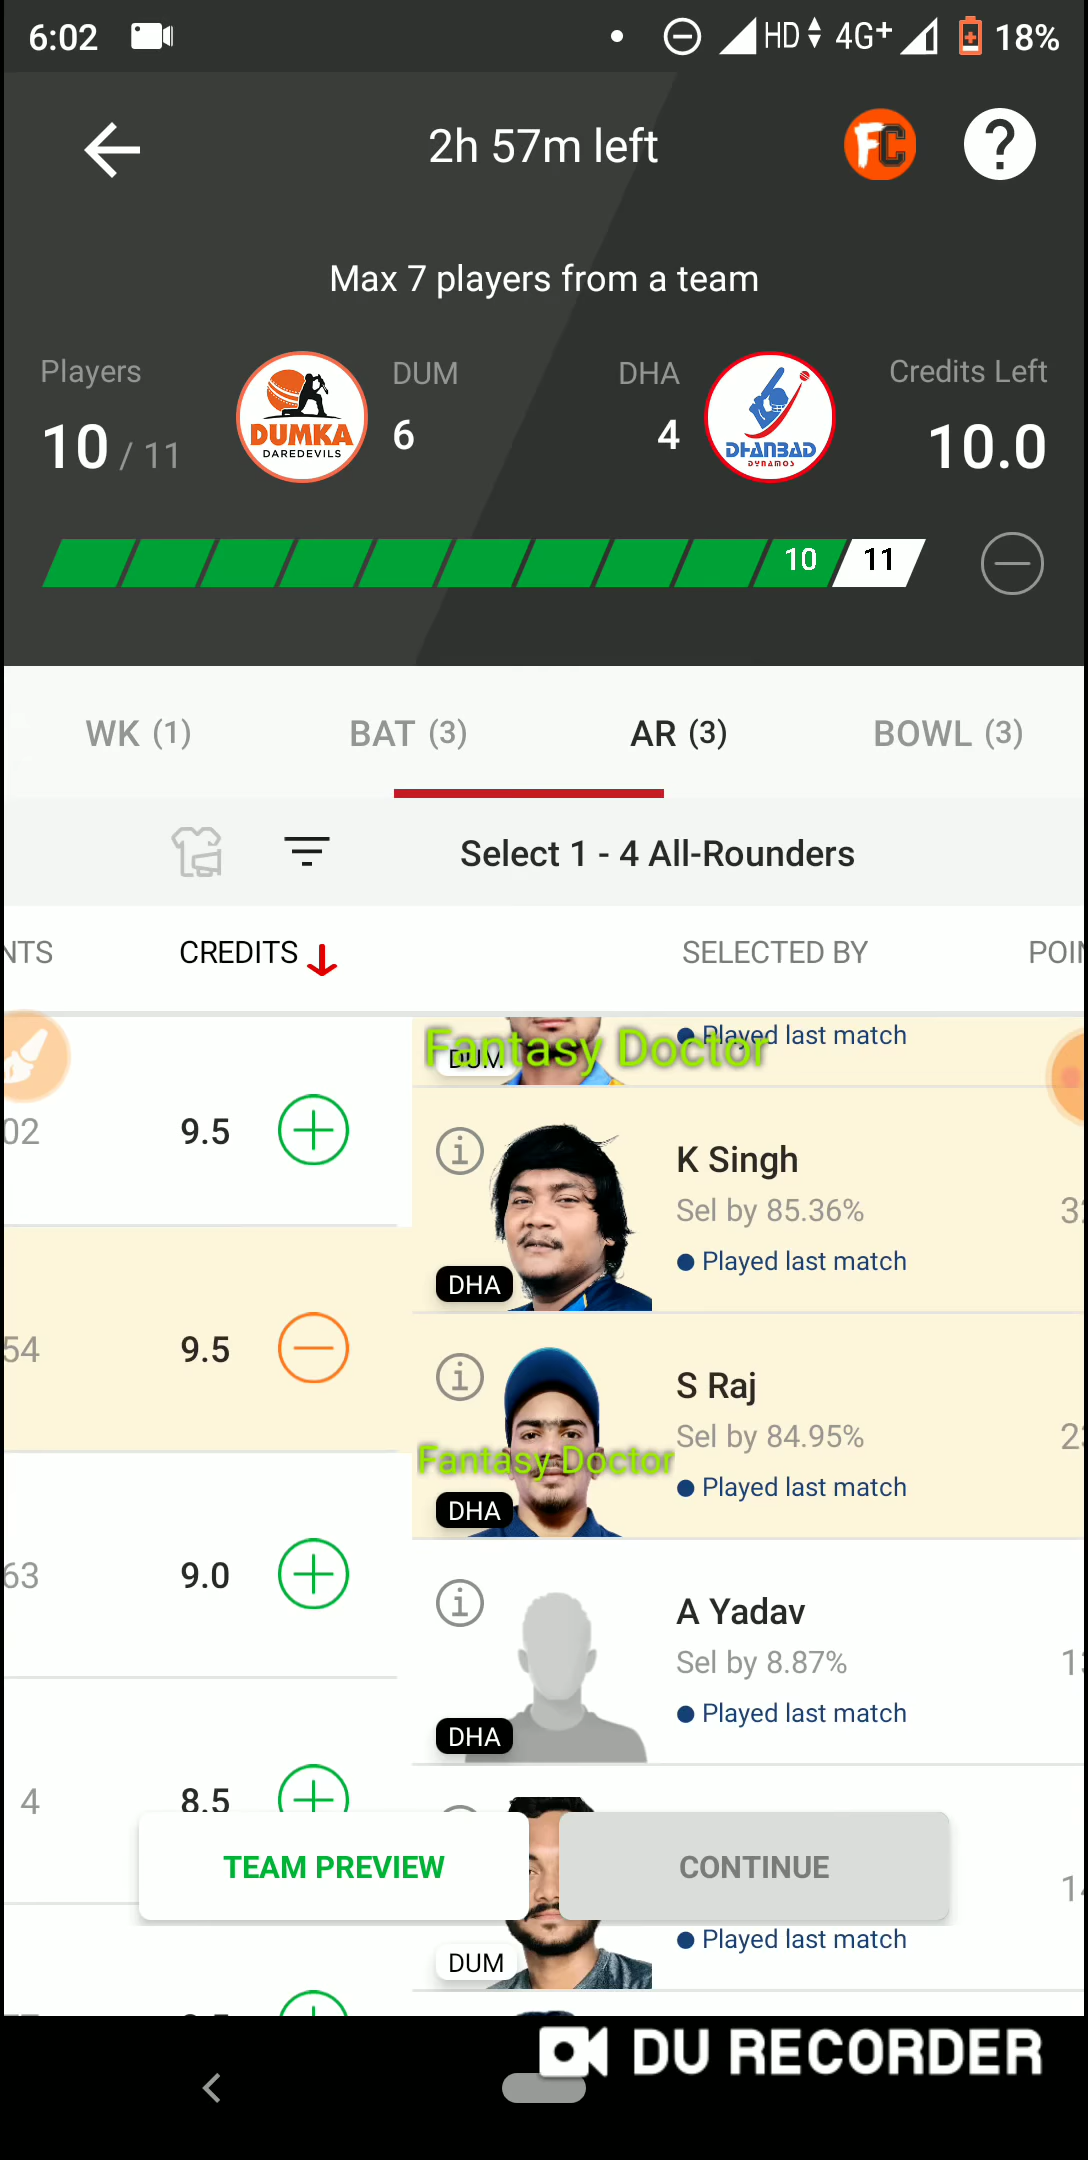 6:02
HD 4G+ 18%
2h 57m left
FC
?
Max 7 players from a team
Players
DUM
DHA
Credits Left
10 / 11
DUMKA
DAREDEVILS
6
4
DHANBAD
DYNAMOS
10.0
10
11
WK (1)
BAT (3)
AR (3)
BOWL (3)
Select 1 - 4 All-Rounders
CREDITS
SELECTED BY
Played last match
DUM
Fantasy Doctor
02
9.5
K Singh
Sel by 85.36%
Played last match
DHA
54
9.5
S Raj
Sel by 84.95%
Fantasy Doctor
Played last match
DHA
63
9.0
A Yadav
Sel by 8.87%
Played last match
DHA
4
8.5
TEAM PREVIEW
CONTINUE
Played last match
DUM
DU RECORDER